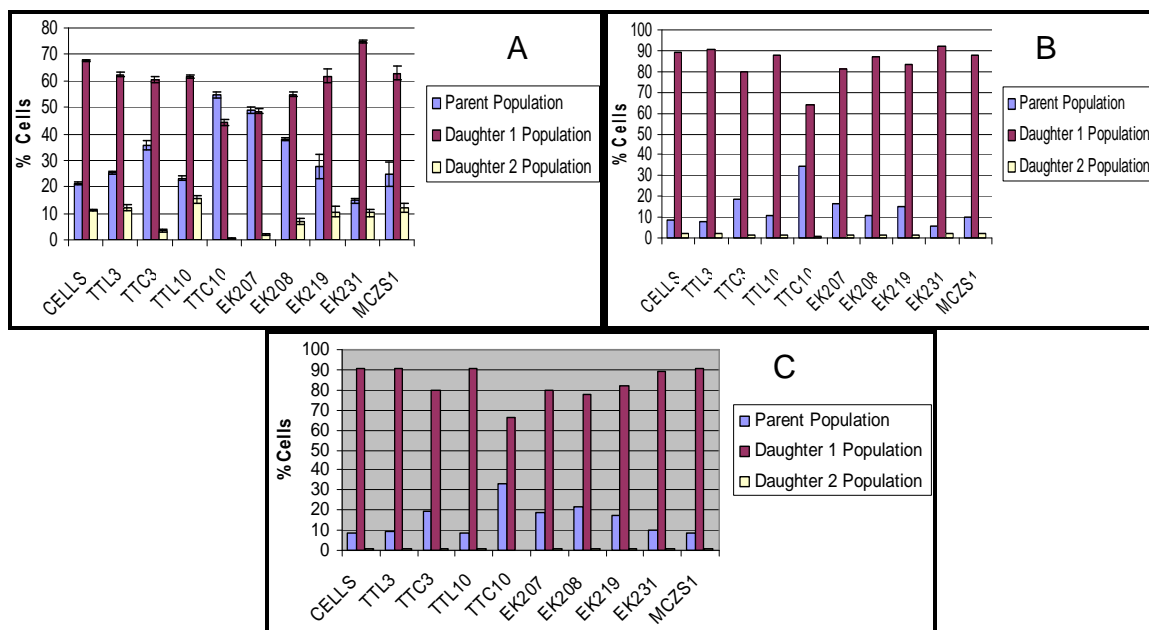 A
% Cells
80
70
60
50
40
30
20
10
0
CELLS
TTL3
TTC3
TTL10
TTC10
EK207
EK208
EK219
EK231
MCZS1
Parent Population
Daughter 1 Population
Daughter 2 Population
B
% Cells
100
90
80
70
60
50
40
30
20
10
0
CELLS
TTL3
TTC3
TTL10
TTC10
EK207
EK208
EK219
EK231
MCZS1
Parent Population
Daughter 1 Population
Daughter 2 Population
C
%Cells
100
90
80
70
60
50
40
30
20
10
0
CELLS
TTL3
TTC3
TTL10
TTC10
EK207
EK208
EK219
EK231
MCZS1
Parent Population
Daughter 1 Population
Daughter 2 Population